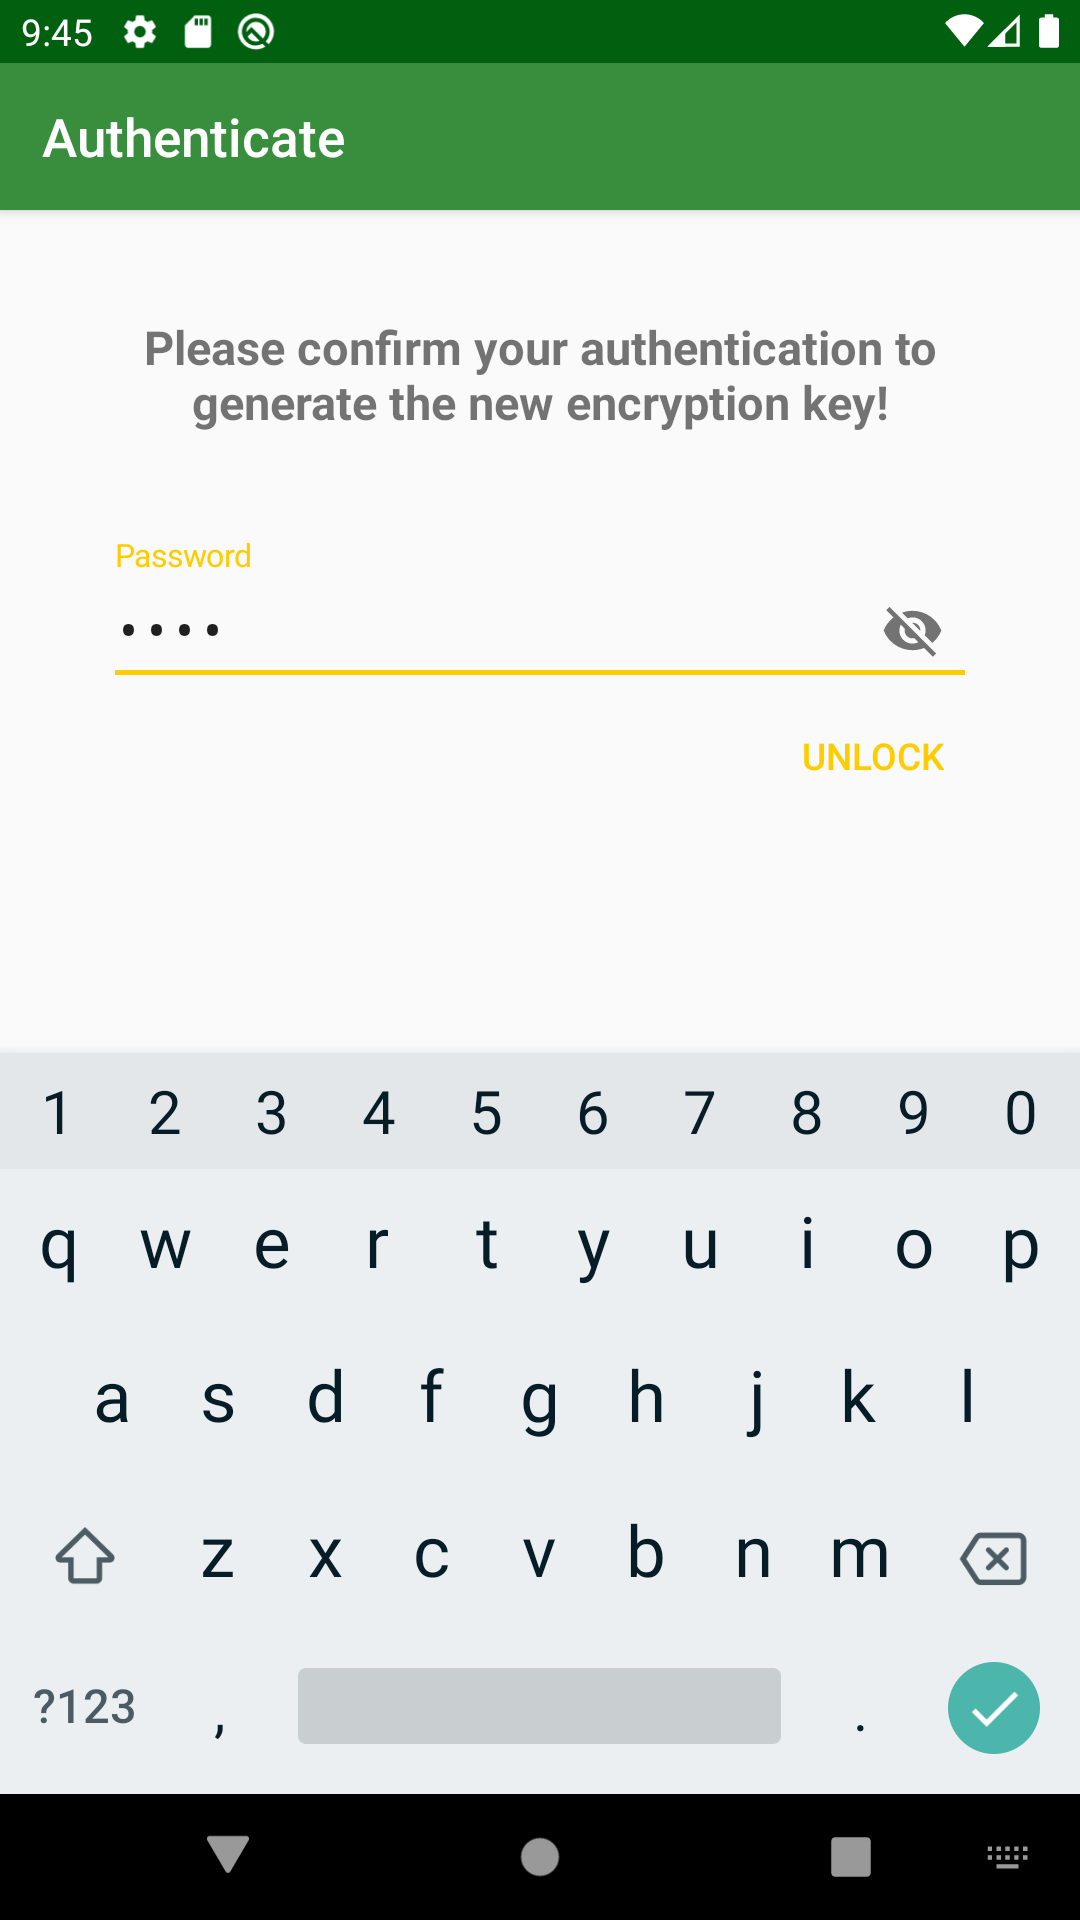 9:45
Authenticate
Please confirm your authentication to
generate the new encryption key!
Password
••••
UNLOCK
1 2 3 4 5 6 7 8 9 0
q w e r t y u i o p
a s d f g h j k l
z x c v b n m
?123 , .